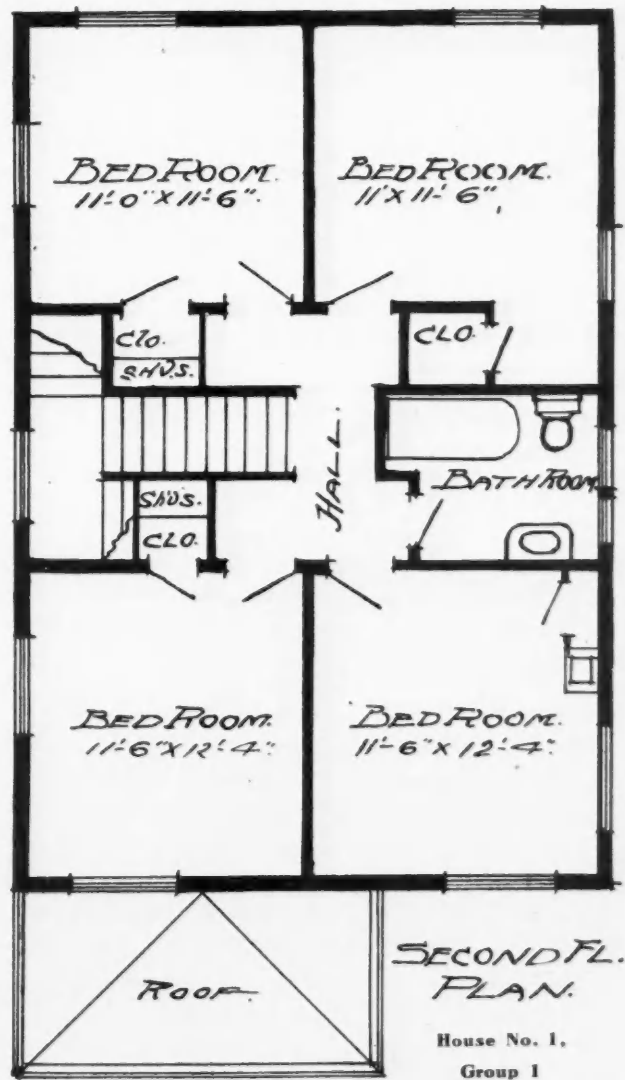 BED ROOM.
11'-0" X 11'-6".
BED ROOM.
11' X 11'-6".
CLO.
SHVS.
CLO.
HALL.
BATH ROOM
SHVS.
CLO.
BED ROOM.
11'-6" X 12'-4".
BED ROOM.
11'-6" X 12'-4".
ROOF.
SECOND FL.
PLAN.
House No. 1,
Group 1